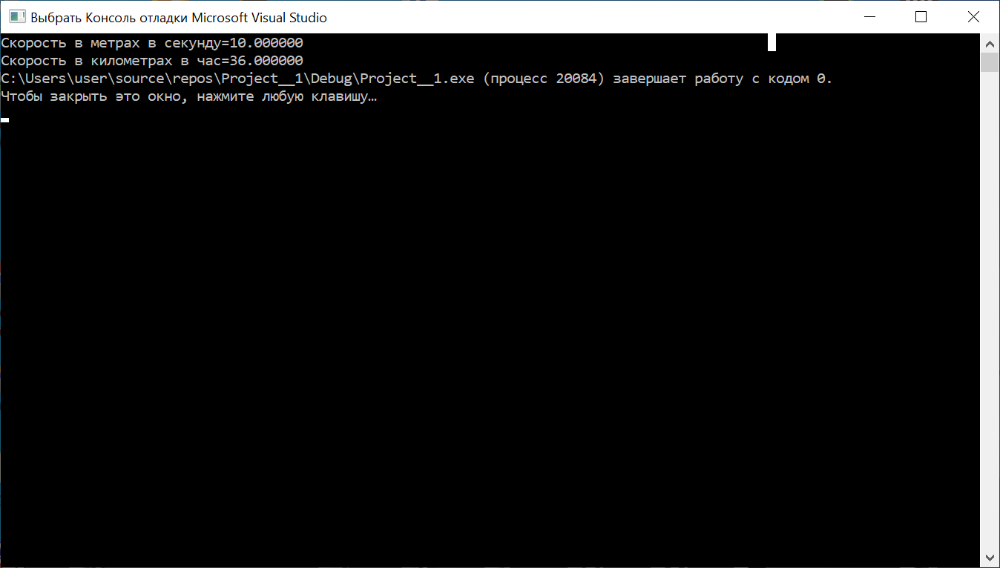 Выбрать Консоль отладки Microsoft Visual Studio
Скорость в метрах в секунду=10.000000
Скорость в километрах в час=36.000000
C:\Users\user\source\repos\Project__1\Debug\Project__1.exe (процесс 20084) завершает работу с кодом 0.
Чтобы закрыть это окно, нажмите любую клавишу…